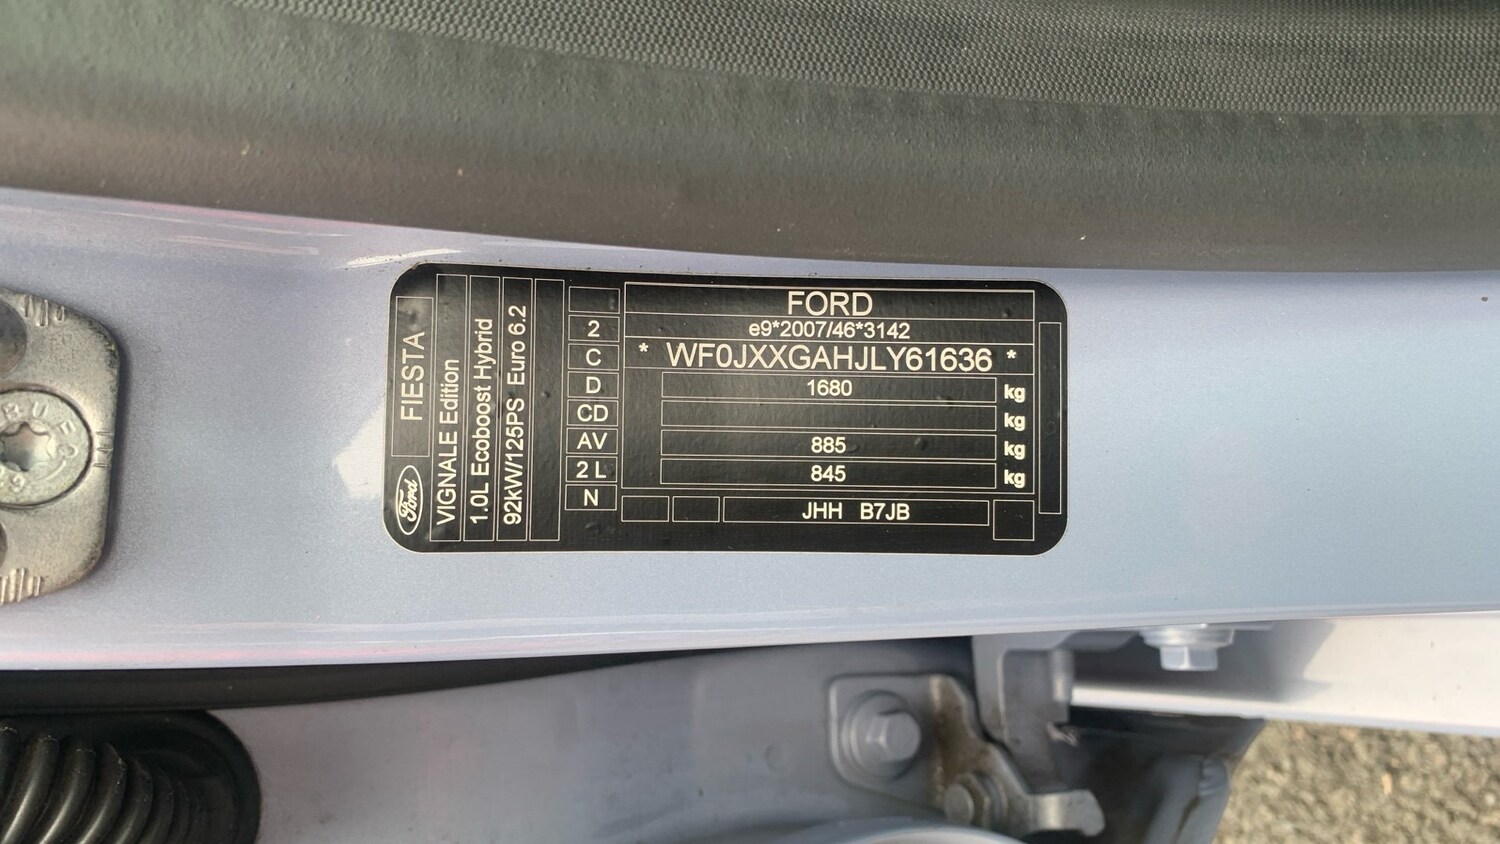 FORD
e9*2007/46*3142
* WF0JXXGAHJLY61636 *
1680 kg
kg
885 kg
845 kg
JHH B7JB
2
C
D
CD
AV
2 L
N
FIESTA
Ford
VIGNALE Edition
1.0L Ecoboost Hybrid
92kW/125PS Euro 6.2